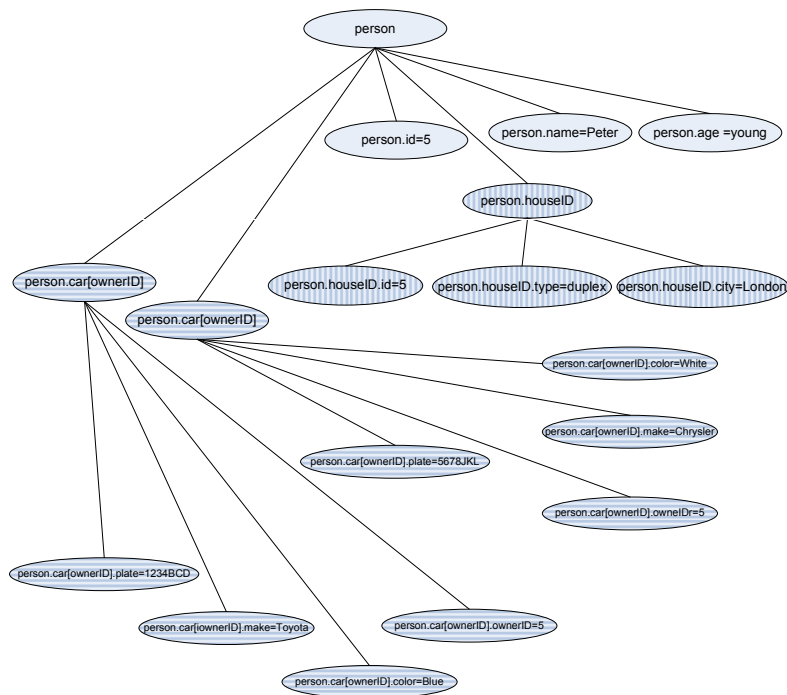 person
person.id=5
person.name=Peter
person.age =young
person.houseID
person.car[ownerID]
person.houseID.id=5
person.houseID.type=duplex
person.houseID.city=London
person.car[ownerID]
person.car[ownerID].color=White
person.car[ownerID].make=Chrysler
person.car[ownerID].plate=5678JKL
person.car[ownerID].owneIDr=5
person.car[ownerID].plate=1234BCD
person.car[iownerID].make=Toyota
person.car[ownerID].ownerID=5
person.car[ownerID].color=Blue